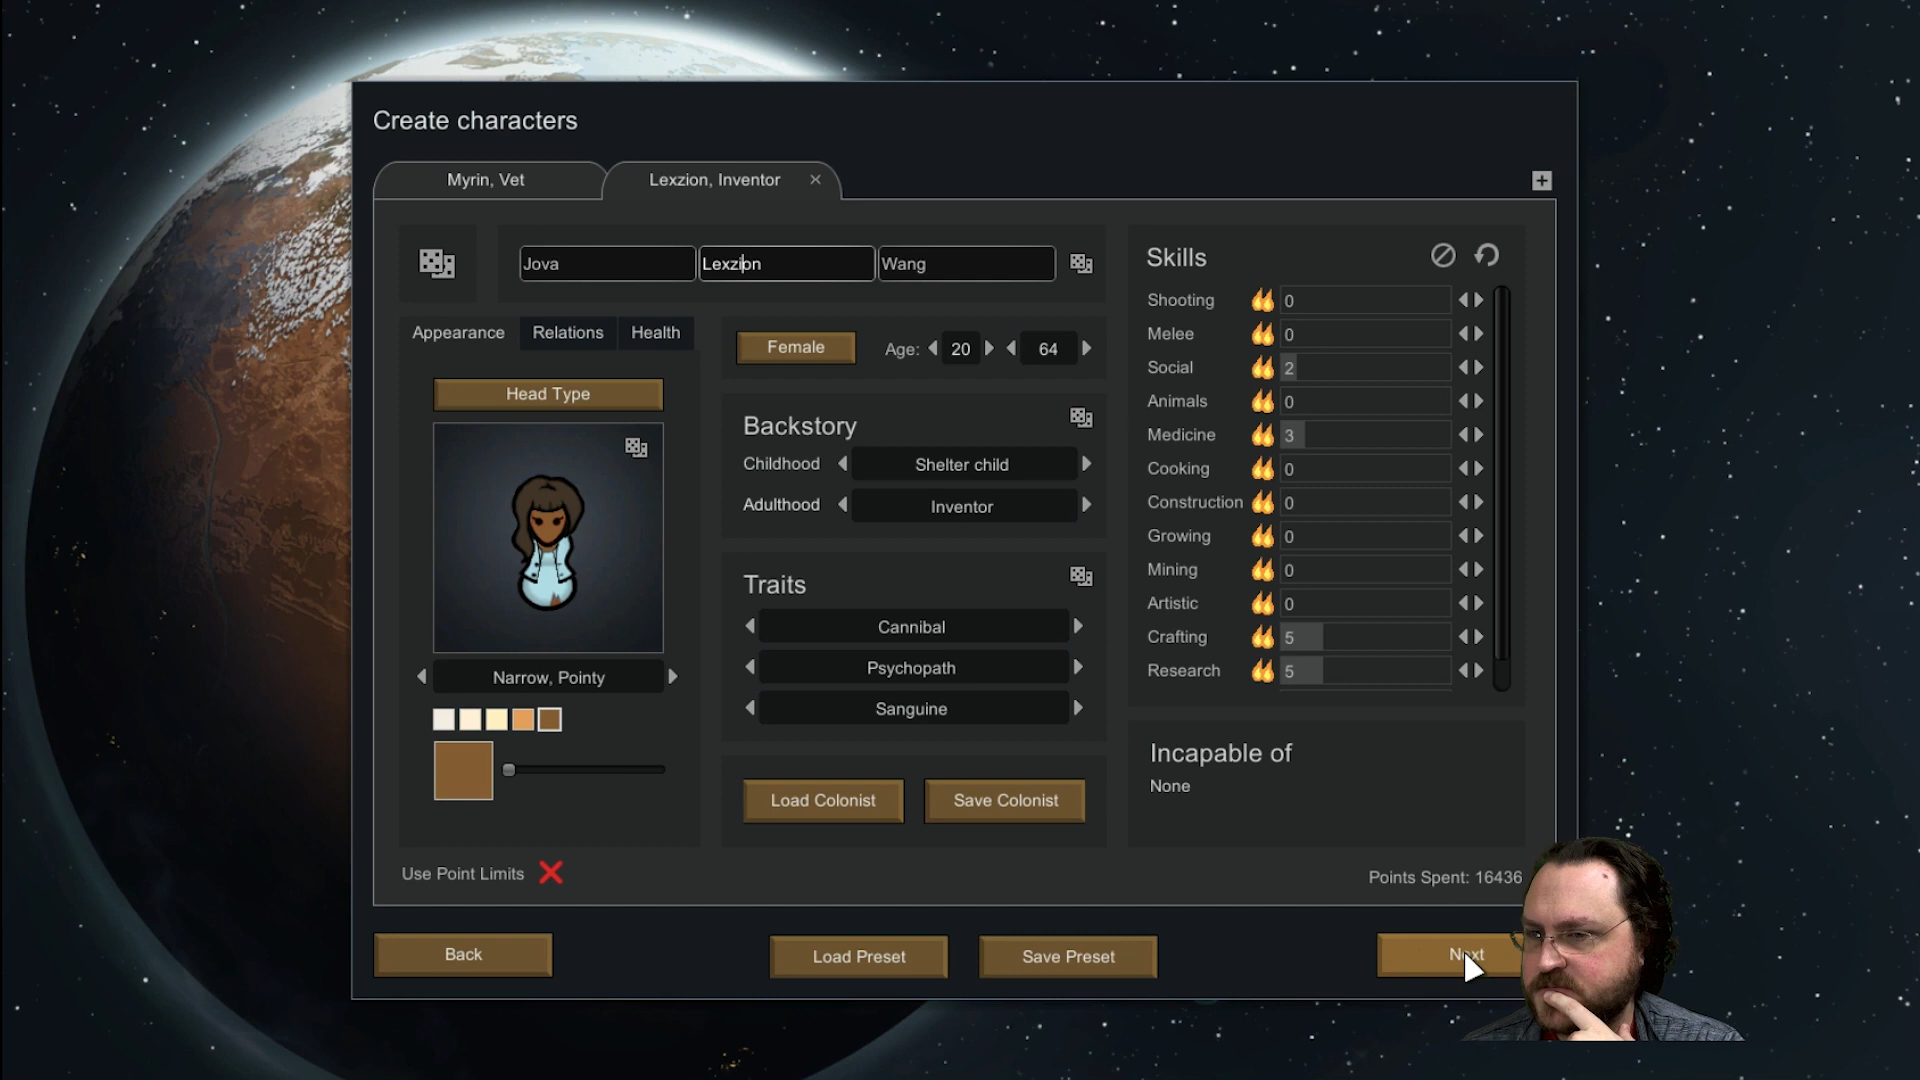 Create characters
Myrin, Vet
Lexzion, Inventor
Jova
Lexzion
Wang
Appearance
Relations
Health
Head Type
Narrow, Pointy
Female
Age:
20
64
Backstory
Childhood
Shelter child
Adulthood
Inventor
Traits
Cannibal
Psychopath
Sanguine
Load Colonist
Save Colonist
Skills
Shooting 0
Melee 0
Social 2
Animals 0
Medicine 3
Cooking 0
Construction 0
Growing 0
Mining 0
Artistic 0
Crafting 5
Research 5
Incapable of
None
Use Point Limits
Points Spent: 16436
Back
Load Preset
Save Preset
Next